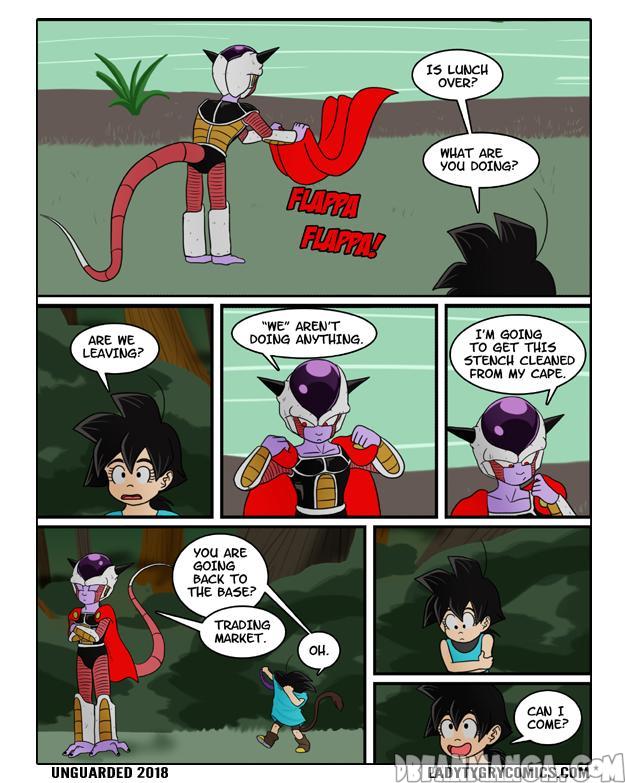 IS LUNCH
OVER?
WHAT ARE
YOU DOING?
FLAPPA
FLAPPA!
ARE WE
LEAVING?
"WE" AREN'T
DOING ANYTHING.
I'M GOING
TO GET THIS
STENCH CLEANED
FROM MY CAPE.
YOU ARE
GOING
BACK TO
THE BASE?
TRADING
MARKET.
OH.
CAN I
COME?
UNGUARDED 2018
LADYTYGRYCOMICS.COM
DBFANMANGA.COM